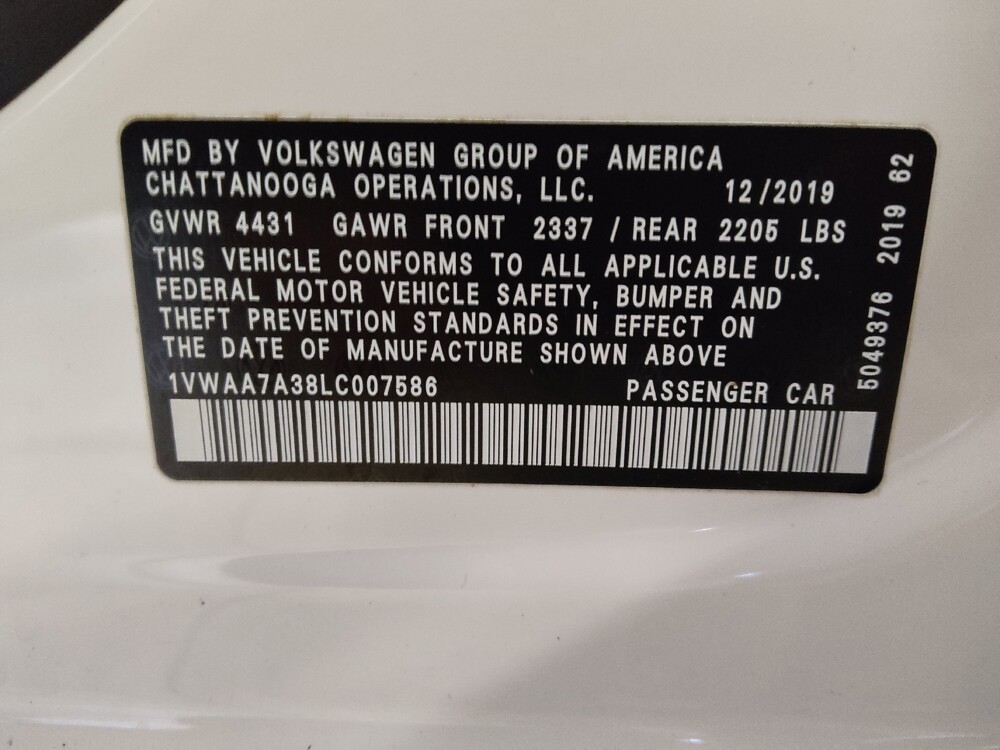 MFD BY VOLKSWAGEN GROUP OF AMERICA
CHATTANOOGA OPERATIONS, LLC. 12/2019
GVWR 4431 GAWR FRONT 2337 / REAR 2205 LBS
THIS VEHICLE CONFORMS TO ALL APPLICABLE U.S.
FEDERAL MOTOR VEHICLE SAFETY, BUMPER AND
THEFT PREVENTION STANDARDS IN EFFECT ON
THE DATE OF MANUFACTURE SHOWN ABOVE
1VWAA7A38LC007586 PASSENGER CAR
5049376 2019 62